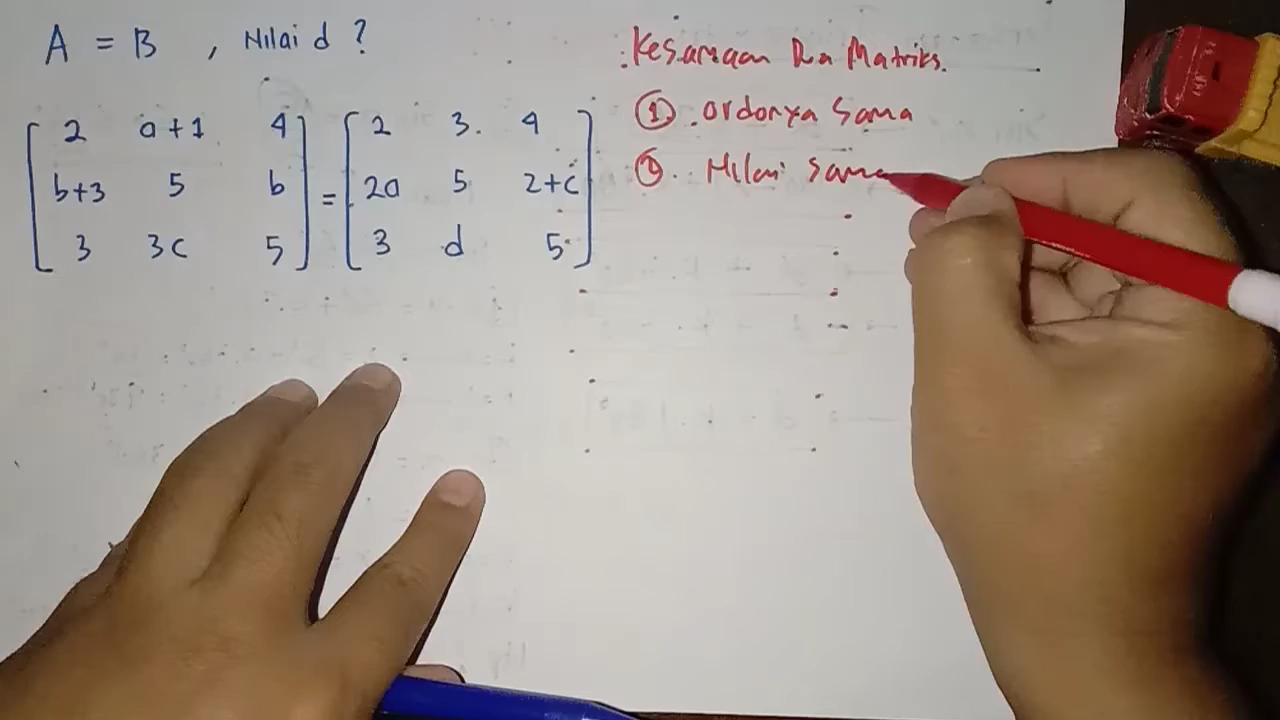 A = B , Nilai d ?
[ 2 a+1 4 ] [ 2 3. 4 ]
[ b+3 5 b ] = [ 2a 5 2+c ]
[ 3 3c 5 ] [ 3 d 5 ]
Kesamaan Da Matriks.
① . ordonya Sama
② . Nilai sama